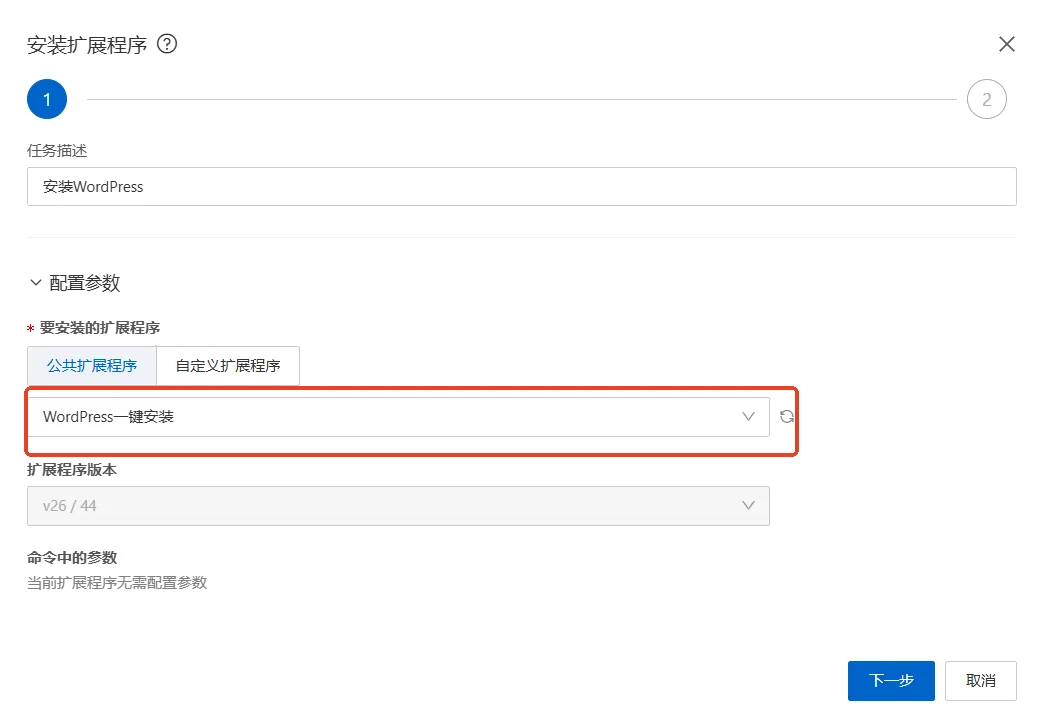 安装扩展程序 ?
1
2
任务描述
安装WordPress
配置参数
* 要安装的扩展程序
公共扩展程序 自定义扩展程序
WordPress一键安装
扩展程序版本
v26 / 44
命令中的参数
当前扩展程序无需配置参数
下一步 取消